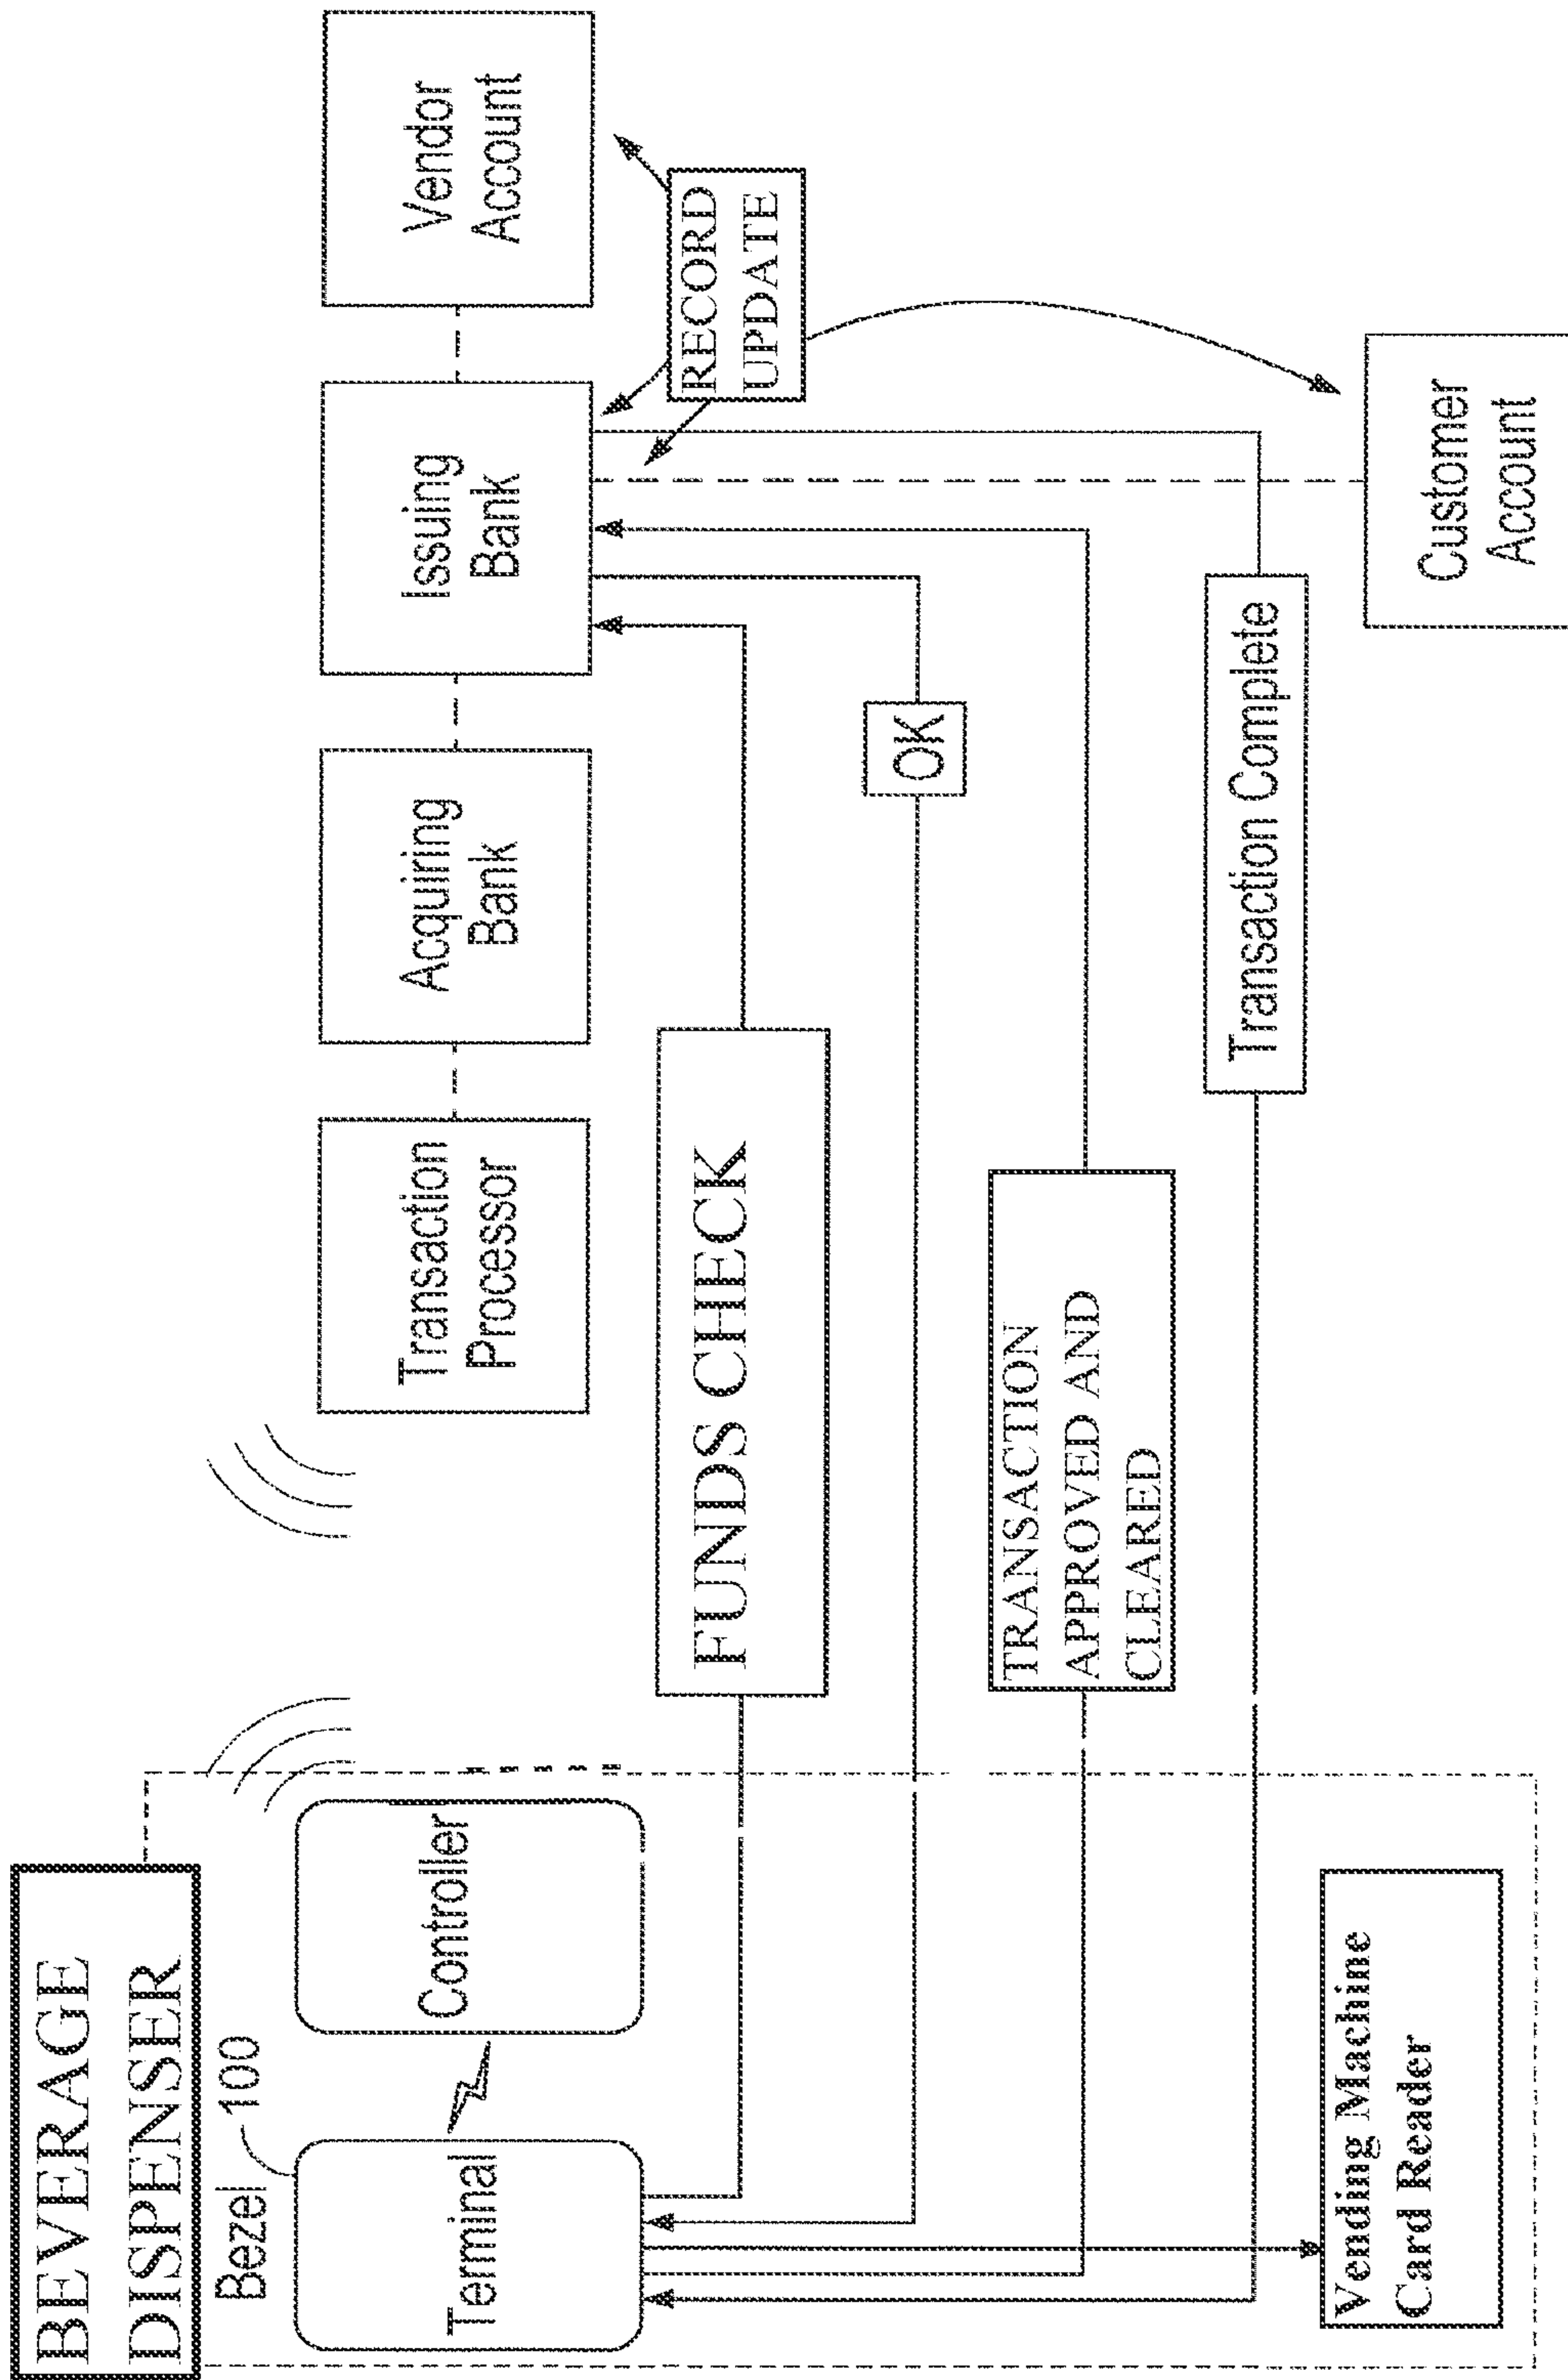 BEVERAGE
DISPENSER
Bezel
100
Terminal
Controller
Transaction
Processor
Acquiring
Bank
Issuing
Bank
Vendor
Account
FUNDS CHECK
RECORD
UPDATE
OK
TRANSACTION
APPROVED AND
CLEARED
Transaction Complete
Vending Machine
Card Reader
Customer
Account